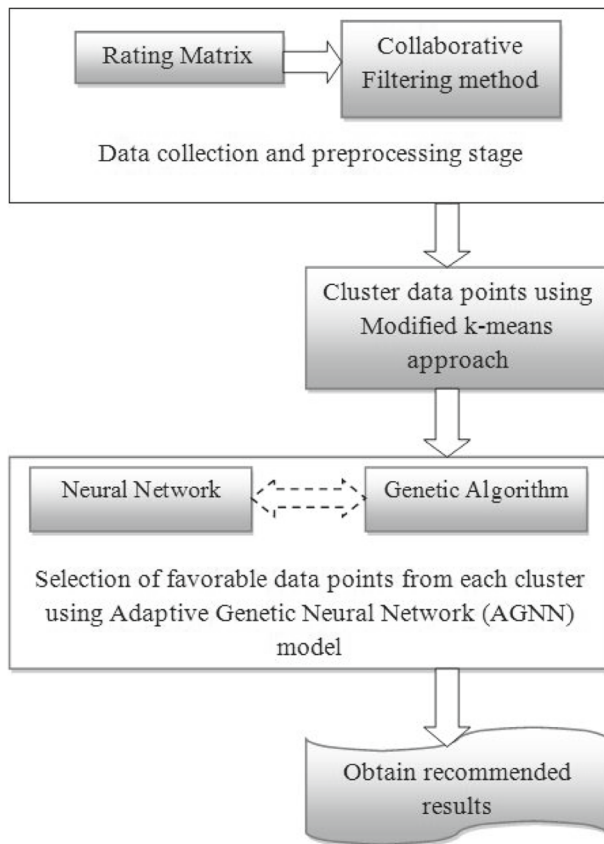 Rating Matrix
Collaborative
Filtering method
Data collection and preprocessing stage
Cluster data points using
Modified k-means
approach
Neural Network
Genetic Algorithm
Selection of favorable data points from each cluster
using Adaptive Genetic Neural Network (AGNN)
model
Obtain recommended
results